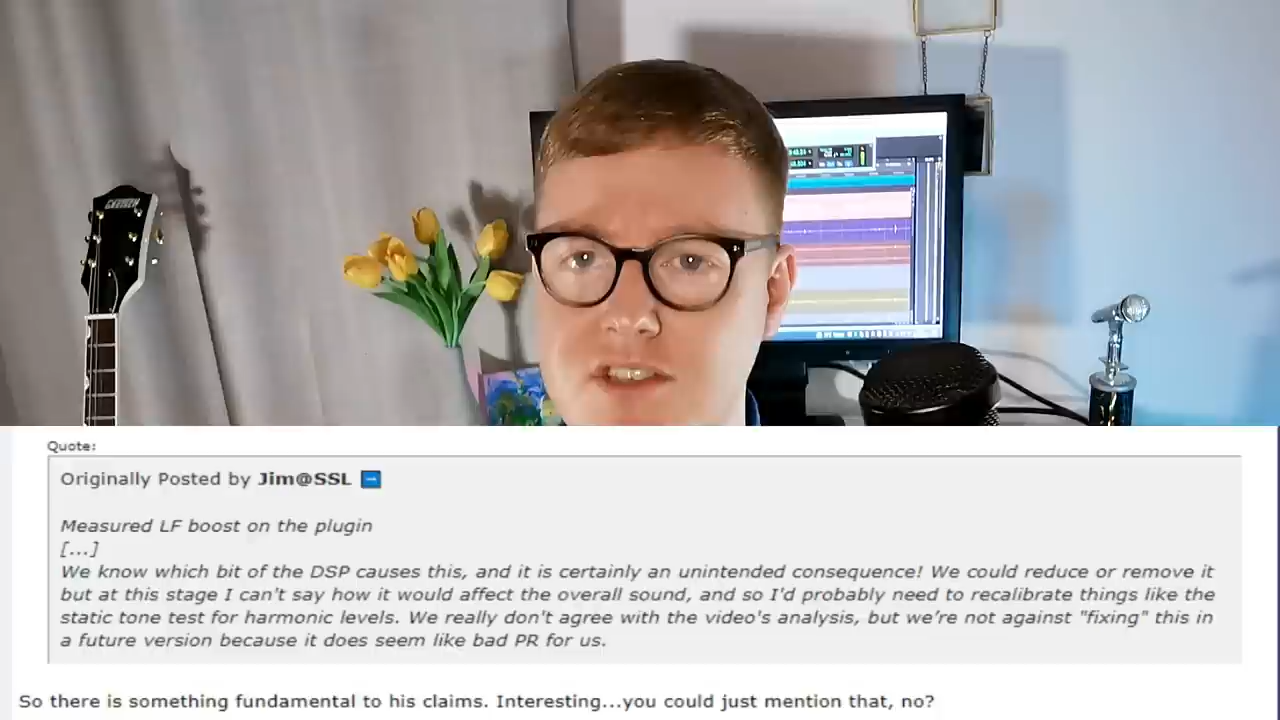 GRETSCH
Quote:
Originally Posted by Jim@SSL
Measured LF boost on the plugin
[...]
We know which bit of the DSP causes this, and it is certainly an unintended consequence! We could reduce or remove it
but at this stage I can't say how it would affect the overall sound, and so I'd probably need to recalibrate things like the
static tone test for harmonic levels. We really don't agree with the video's analysis, but we're not against "fixing" this in
a future version because it does seem like bad PR for us.
So there is something fundamental to his claims. Interesting...you could just mention that, no?